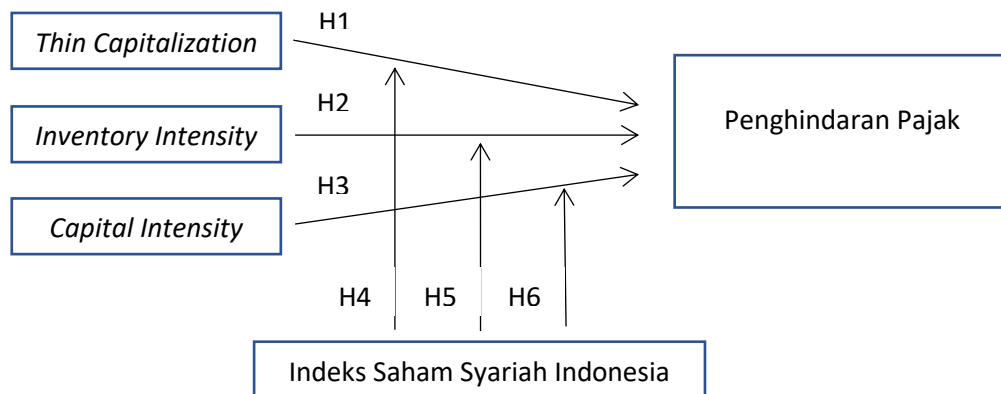 H1
Thin Capitalization
H2
Inventory Intensity
Penghindaran Pajak
H3
Capital Intensity
H4 H5 H6
Indeks Saham Syariah Indonesia